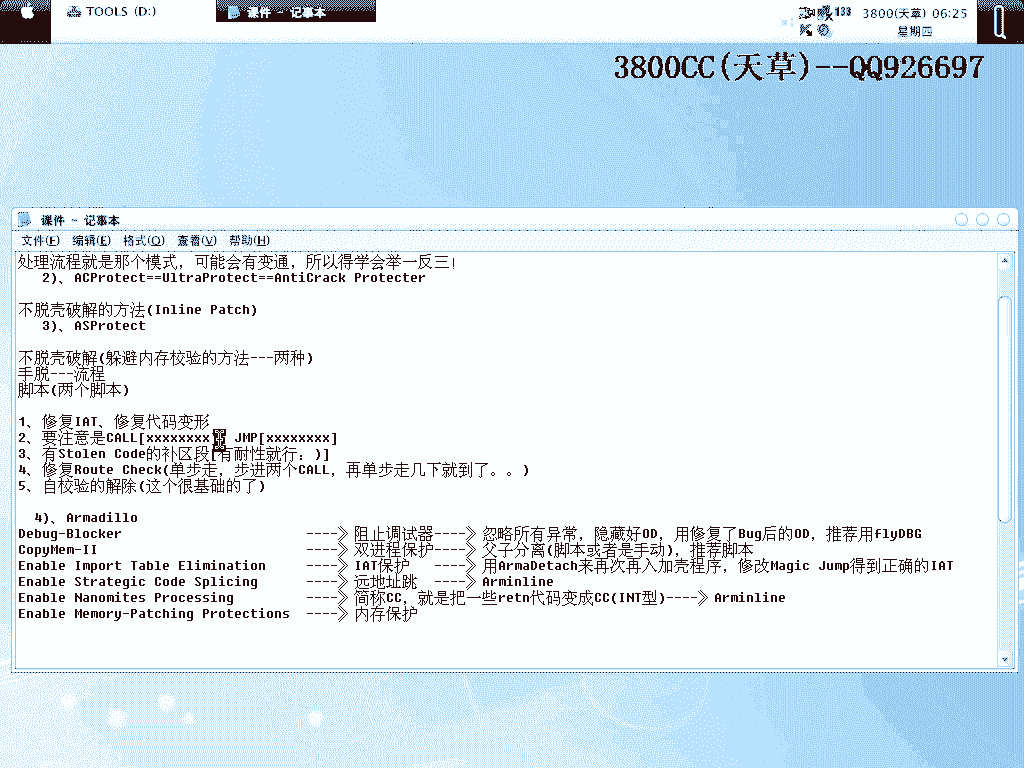 TOOLS (D:)
课件 - 记事本
133
3800(天草) 06:25
星期四
3800CC(天草)--QQ926697
课件 - 记事本
文件(F) 编辑(E) 格式(O) 查看(V) 帮助(H)
处理流程就是那个模式，可能会有变通，所以得学会举一反三!
2)、ACProtect==UltraProtect==AntiCrack Protecter
不脱壳破解的方法(Inline Patch)
3)、ASProtect
不脱壳破解(躲避内存校验的方法---两种)
手脱---流程
脚本(两个脚本)
1、修复IAT、修复代码变形
2、要注意是CALL[xxxxxxxx JMP[xxxxxxxx]
3、有Stolen Code的补区段[有耐性就行：)]
4、修复Route Check(单步走，步进两个CALL，再单步走几下就到了。。)
5、自校验的解除(这个很基础的了)
4)、Armadillo
Debug-Blocker ----》阻止调试器----》忽略所有异常，隐藏好OD，用修复了Bug后的OD，推荐用flyDBG
CopyMem-II ----》双进程保护----》父子分离(脚本或者是手动)，推荐脚本
Enable Import Table Elimination ----》IAT保护 ----》用ArmaDetach来再次再入加壳程序，修改Magic Jump得到正确的IAT
Enable Strategic Code Splicing ----》远地址跳 ----》Arminline
Enable Nanomites Processing ----》简称CC，就是把一些retn代码变成CC(INT型)----》Arminline
Enable Memory-Patching Protections ----》内存保护